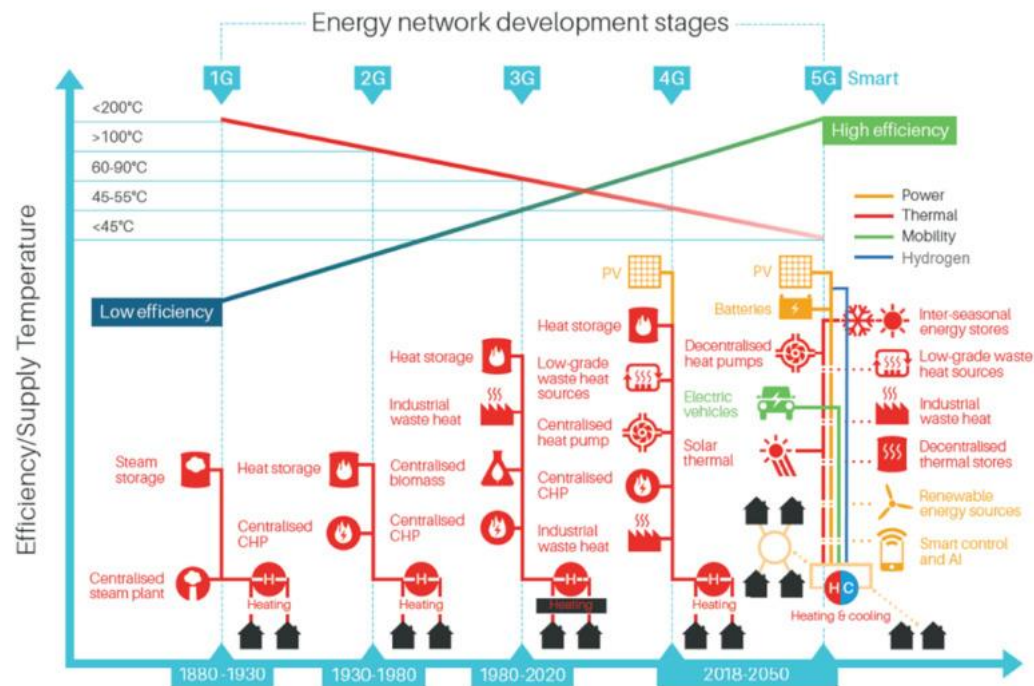 Energy network development stages
1G
2G
3G
4G
5G
Smart
Efficiency/Supply Temperature
<200°C
>100°C
60-90°C
45-55°C
<45°C
Low efficiency
High efficiency
Power
Thermal
Mobility
Hydrogen
Steam
storage
Centralised
steam plant
Heating
Heat storage
Centralised
CHP
Heating
Heat storage
Industrial
waste heat
Centralised
biomass
Centralised
CHP
Heating
PV
Heat storage
Low-grade
waste heat
sources
Centralised
heat pump
Centralised
CHP
Industrial
waste heat
H
H
H
H
Heating
PV
Batteries
Decentralised
heat pumps
Electric
vehicles
Solar
thermal
H C
Heating & cooling
Inter-seasonal
energy stores
Low-grade waste
heat sources
Industrial
waste heat
Decentralised
thermal stores
Renewable
energy sources
Smart control
and AI
1880-1930
1930-1980
1980-2020
2018-2050